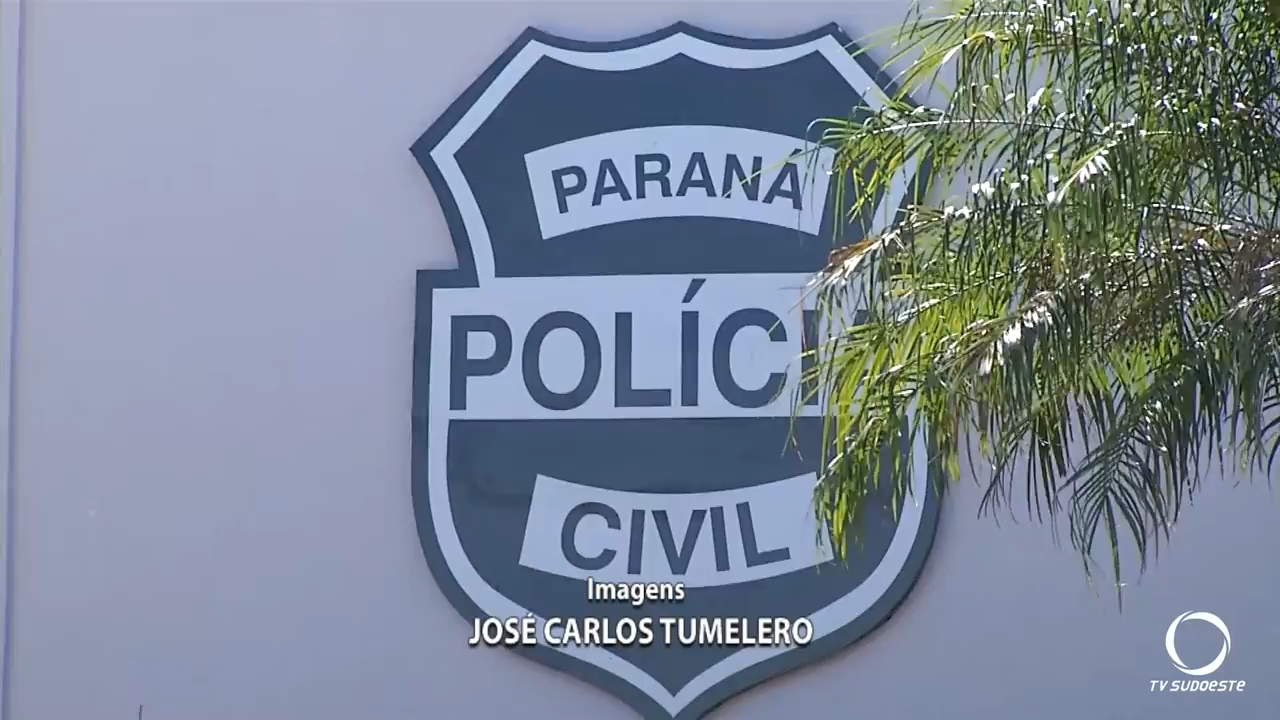 PARANÁ
POLÍCI
CIVIL
Imagens
JOSÉ CARLOS TUMELERO
TV SUDOESTE